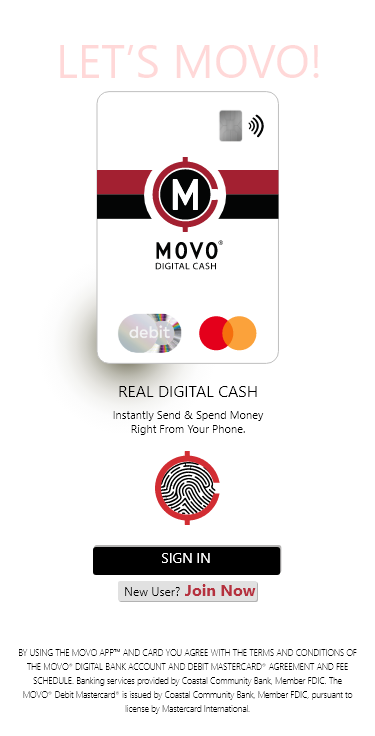 LET'S MOVO!
M
MOVO®
DIGITAL CASH
debit
REAL DIGITAL CASH
Instantly Send & Spend Money
Right From Your Phone.
SIGN IN
New User? Join Now
BY USING THE MOVO APP™ AND CARD YOU AGREE WITH THE TERMS AND CONDITIONS OF
THE MOVO® DIGITAL BANK ACCOUNT AND DEBIT MASTERCARD® AGREEMENT AND FEE
SCHEDULE. Banking services provided by Coastal Community Bank, Member FDIC. The
MOVO® Debit Mastercard® is issued by Coastal Community Bank, Member FDIC, pursuant to
license by Mastercard International.